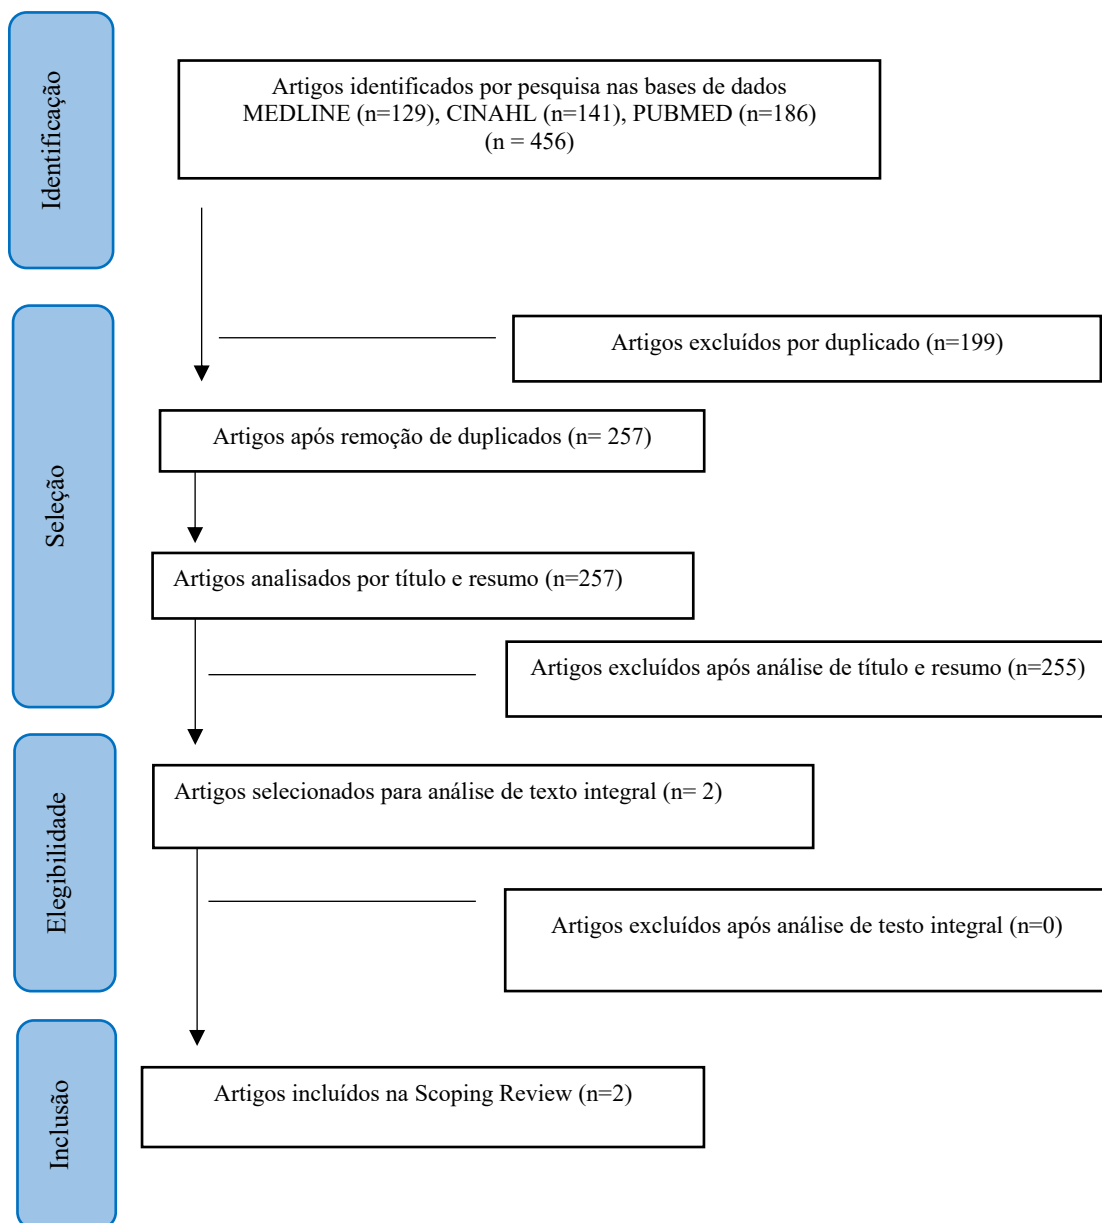 Identificação
Artigos identificados por pesquisa nas bases de dados
MEDLINE (n=129), CINAHL (n=141), PUBMED (n=186)
(n = 456)
Seleção
Artigos excluídos por duplicado (n=199)
Artigos após remoção de duplicados (n= 257)
Artigos analisados por título e resumo (n=257)
Artigos excluídos após análise de título e resumo (n=255)
Elegibilidade
Artigos selecionados para análise de texto integral (n= 2)
Artigos excluídos após análise de testo integral (n=0)
Inclusão
Artigos incluídos na Scoping Review (n=2)